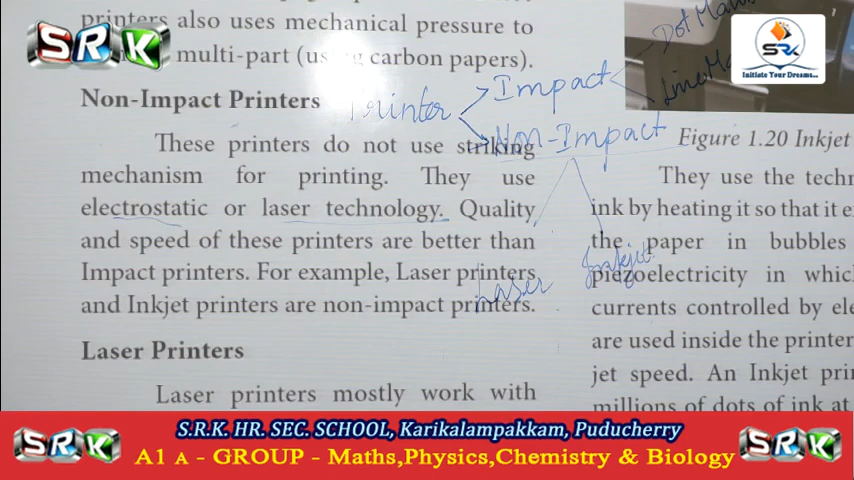 printers also uses mechanical pressure to
multi-part (using carbon papers).
Non-Impact Printers
These printers do not use striking
mechanism for printing. They use
electrostatic or laser technology. Quality
and speed of these printers are better than
Impact printers. For example, Laser printers
and Inkjet printers are non-impact printers.
Laser Printers
Laser printers mostly work with
Printer
Impact
Non-Impact
Laser
Inkjet
Dot Ma
Line Ma
Figure 1.20 Inkjet
They use the
ink by heating it so that it
the paper in bubbles
piezoelectricity in
currents controlled by
are used inside the printer
jet speed. An Inkjet
millions of dots of ink at
SRK
SRK
Initiate Your Dreams...
SRK
S.R.K. HR. SEC. SCHOOL, Karikalampakkam, Puducherry
A1 A - GROUP - Maths,Physics,Chemistry & Biology
SRK